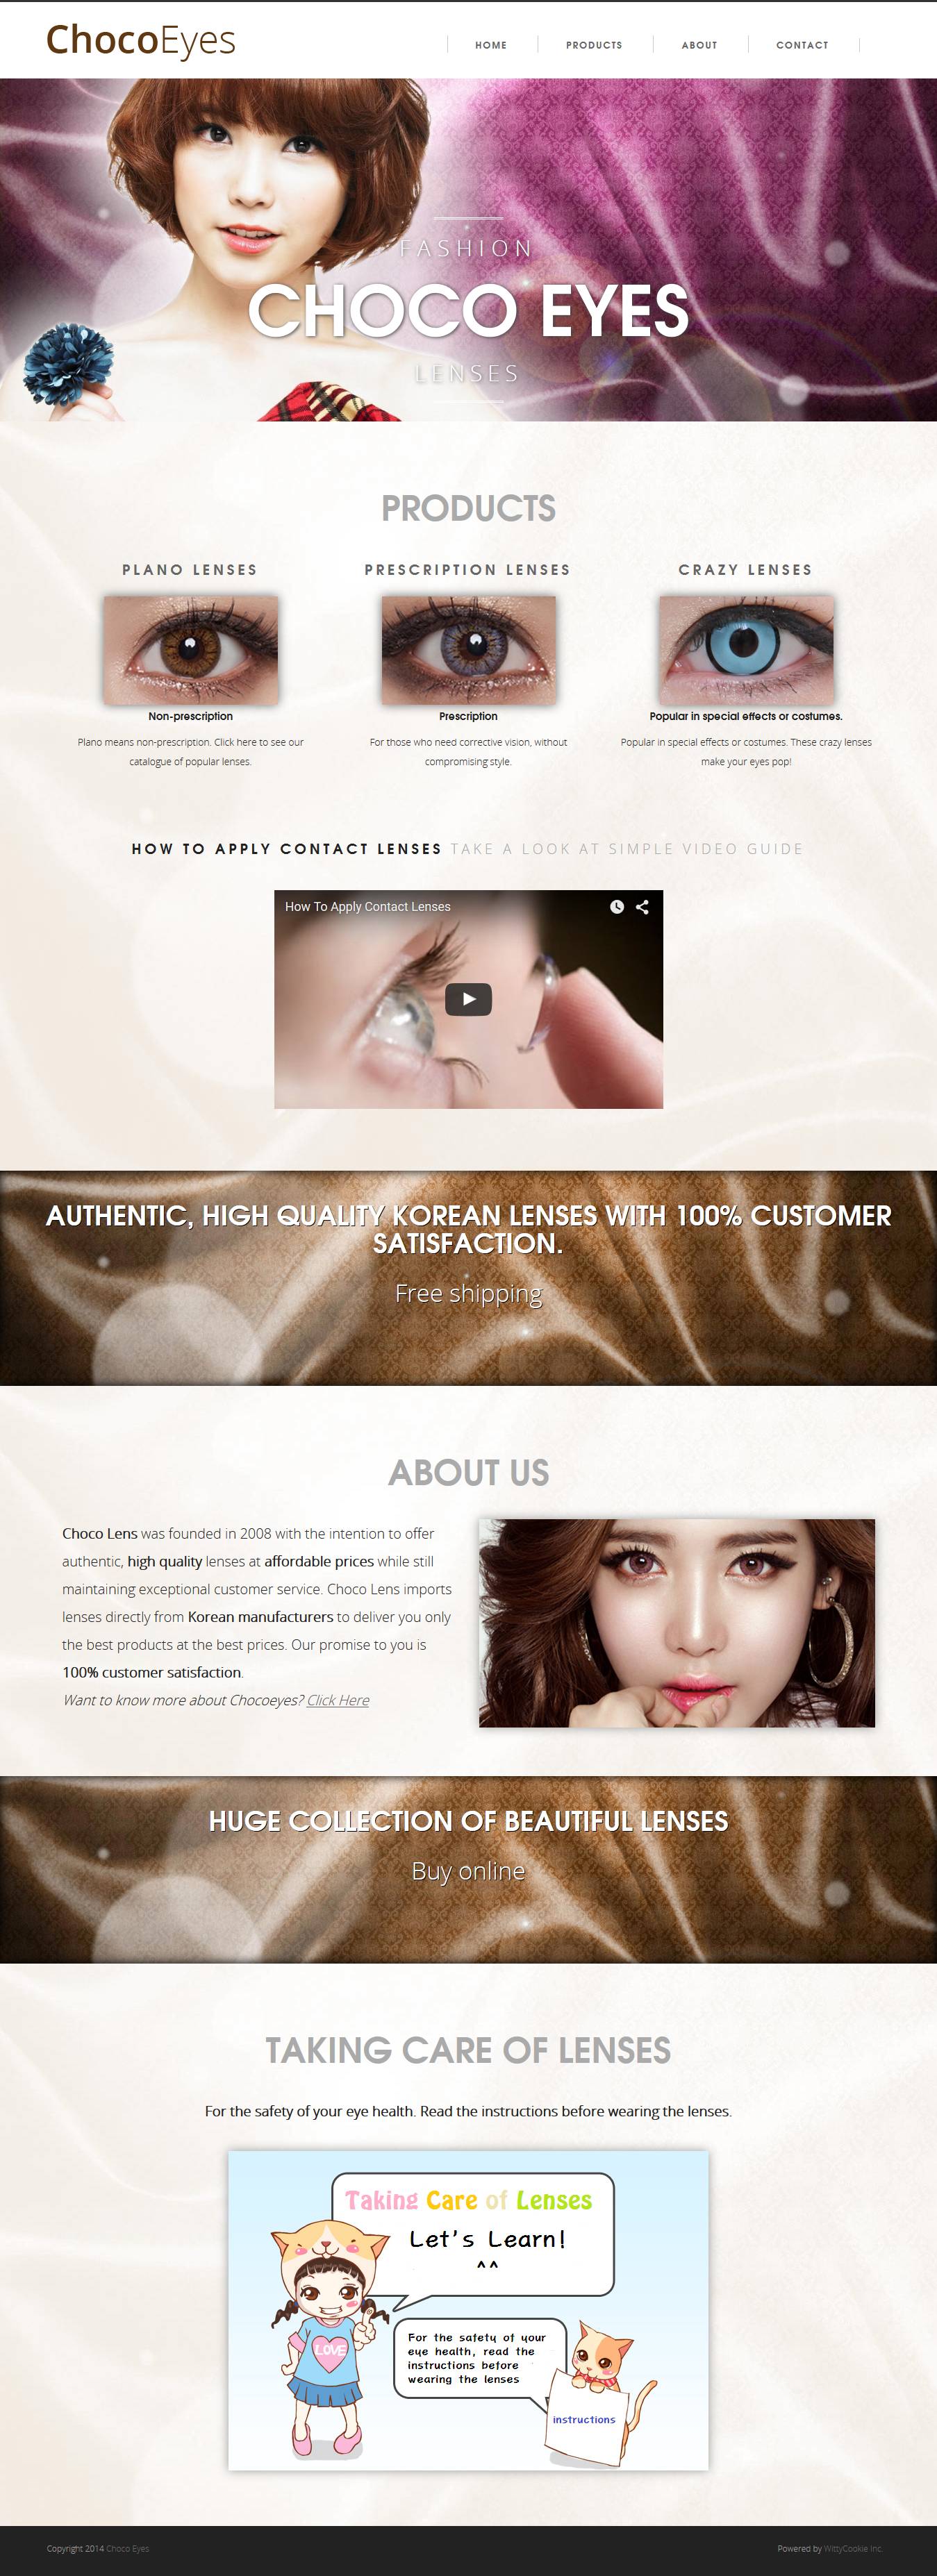 ChocoEyes
HOME PRODUCTS ABOUT CONTACT
FASHION
CHOCO EYES
LENSES
PRODUCTS
PLANO LENSES
Non-prescription
Plano means non-prescription. Click here to see our
catalogue of popular lenses.
PRESCRIPTION LENSES
Prescription
For those who need corrective vision, without
compromising style.
CRAZY LENSES
Popular in special effects or costumes.
Popular in special effects or costumes. These crazy lenses
make your eyes pop!
HOW TO APPLY CONTACT LENSES TAKE A LOOK AT SIMPLE VIDEO GUIDE
How To Apply Contact Lenses
AUTHENTIC, HIGH QUALITY KOREAN LENSES WITH 100% CUSTOMER
SATISFACTION.
Free shipping
ABOUT US
Choco Lens was founded in 2008 with the intention to offer
authentic, high quality lenses at affordable prices while still
maintaining exceptional customer service. Choco Lens imports
lenses directly from Korean manufacturers to deliver you only
the best products at the best prices. Our promise to you is
100% customer satisfaction.
Want to know more about Chocoeyes? Click Here
HUGE COLLECTION OF BEAUTIFUL LENSES
Buy online
TAKING CARE OF LENSES
For the safety of your eye health. Read the instructions before wearing the lenses.
Taking Care of Lenses
Let's Learn!
^^
LOVE
For the safety of your
eye health, read the
instructions before
wearing the lenses
instructions
Copyright 2014 Choco Eyes
Powered by WittyCookie Inc.